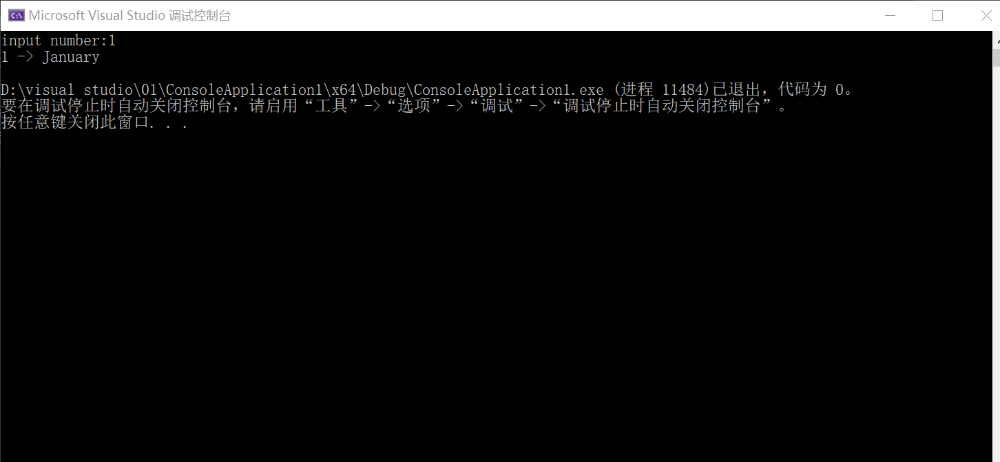 Microsoft Visual Studio 调试控制台
input number:1
1 -> January
D:\visual studio\01\ConsoleApplication1\x64\Debug\ConsoleApplication1.exe (进程 11484)已退出，代码为 0。
要在调试停止时自动关闭控制台，请启用“工具”->“选项”->“调试”->“调试停止时自动关闭控制台”。
按任意键关闭此窗口. . .